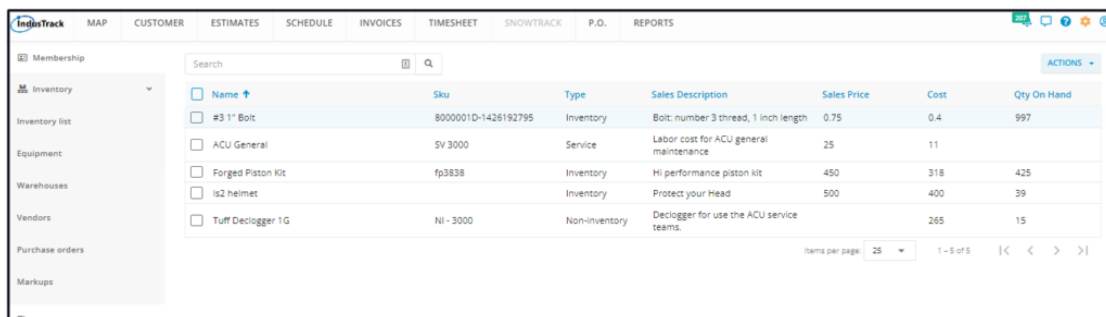 IndusTrack MAP CUSTOMER ESTIMATES SCHEDULE INVOICES TIMESHEET SNOWTRACK P.O. REPORTS 207
Membership
Search
ACTIONS
Inventory
Name Sku Type Sales Description Sales Price Cost Qty On Hand
#3 1" Bolt 8000001D-1426192795 Inventory Bolt: number 3 thread, 1 inch length 0.75 0.4 997
Inventory list
ACU General SV 3000 Service Labor cost for ACU general maintenance 25 11
Equipment
Forged Piston Kit fp3838 Inventory Hi performance piston kit 450 318 425
Warehouses
ls2 helmet Inventory Protect your Head 500 400 39
Vendors
Tuff Declogger 1G NI - 3000 Non-inventory Declogger for use the ACU service teams. 265 15
Purchase orders
Items per page: 25 1 – 5 of 5
Markups